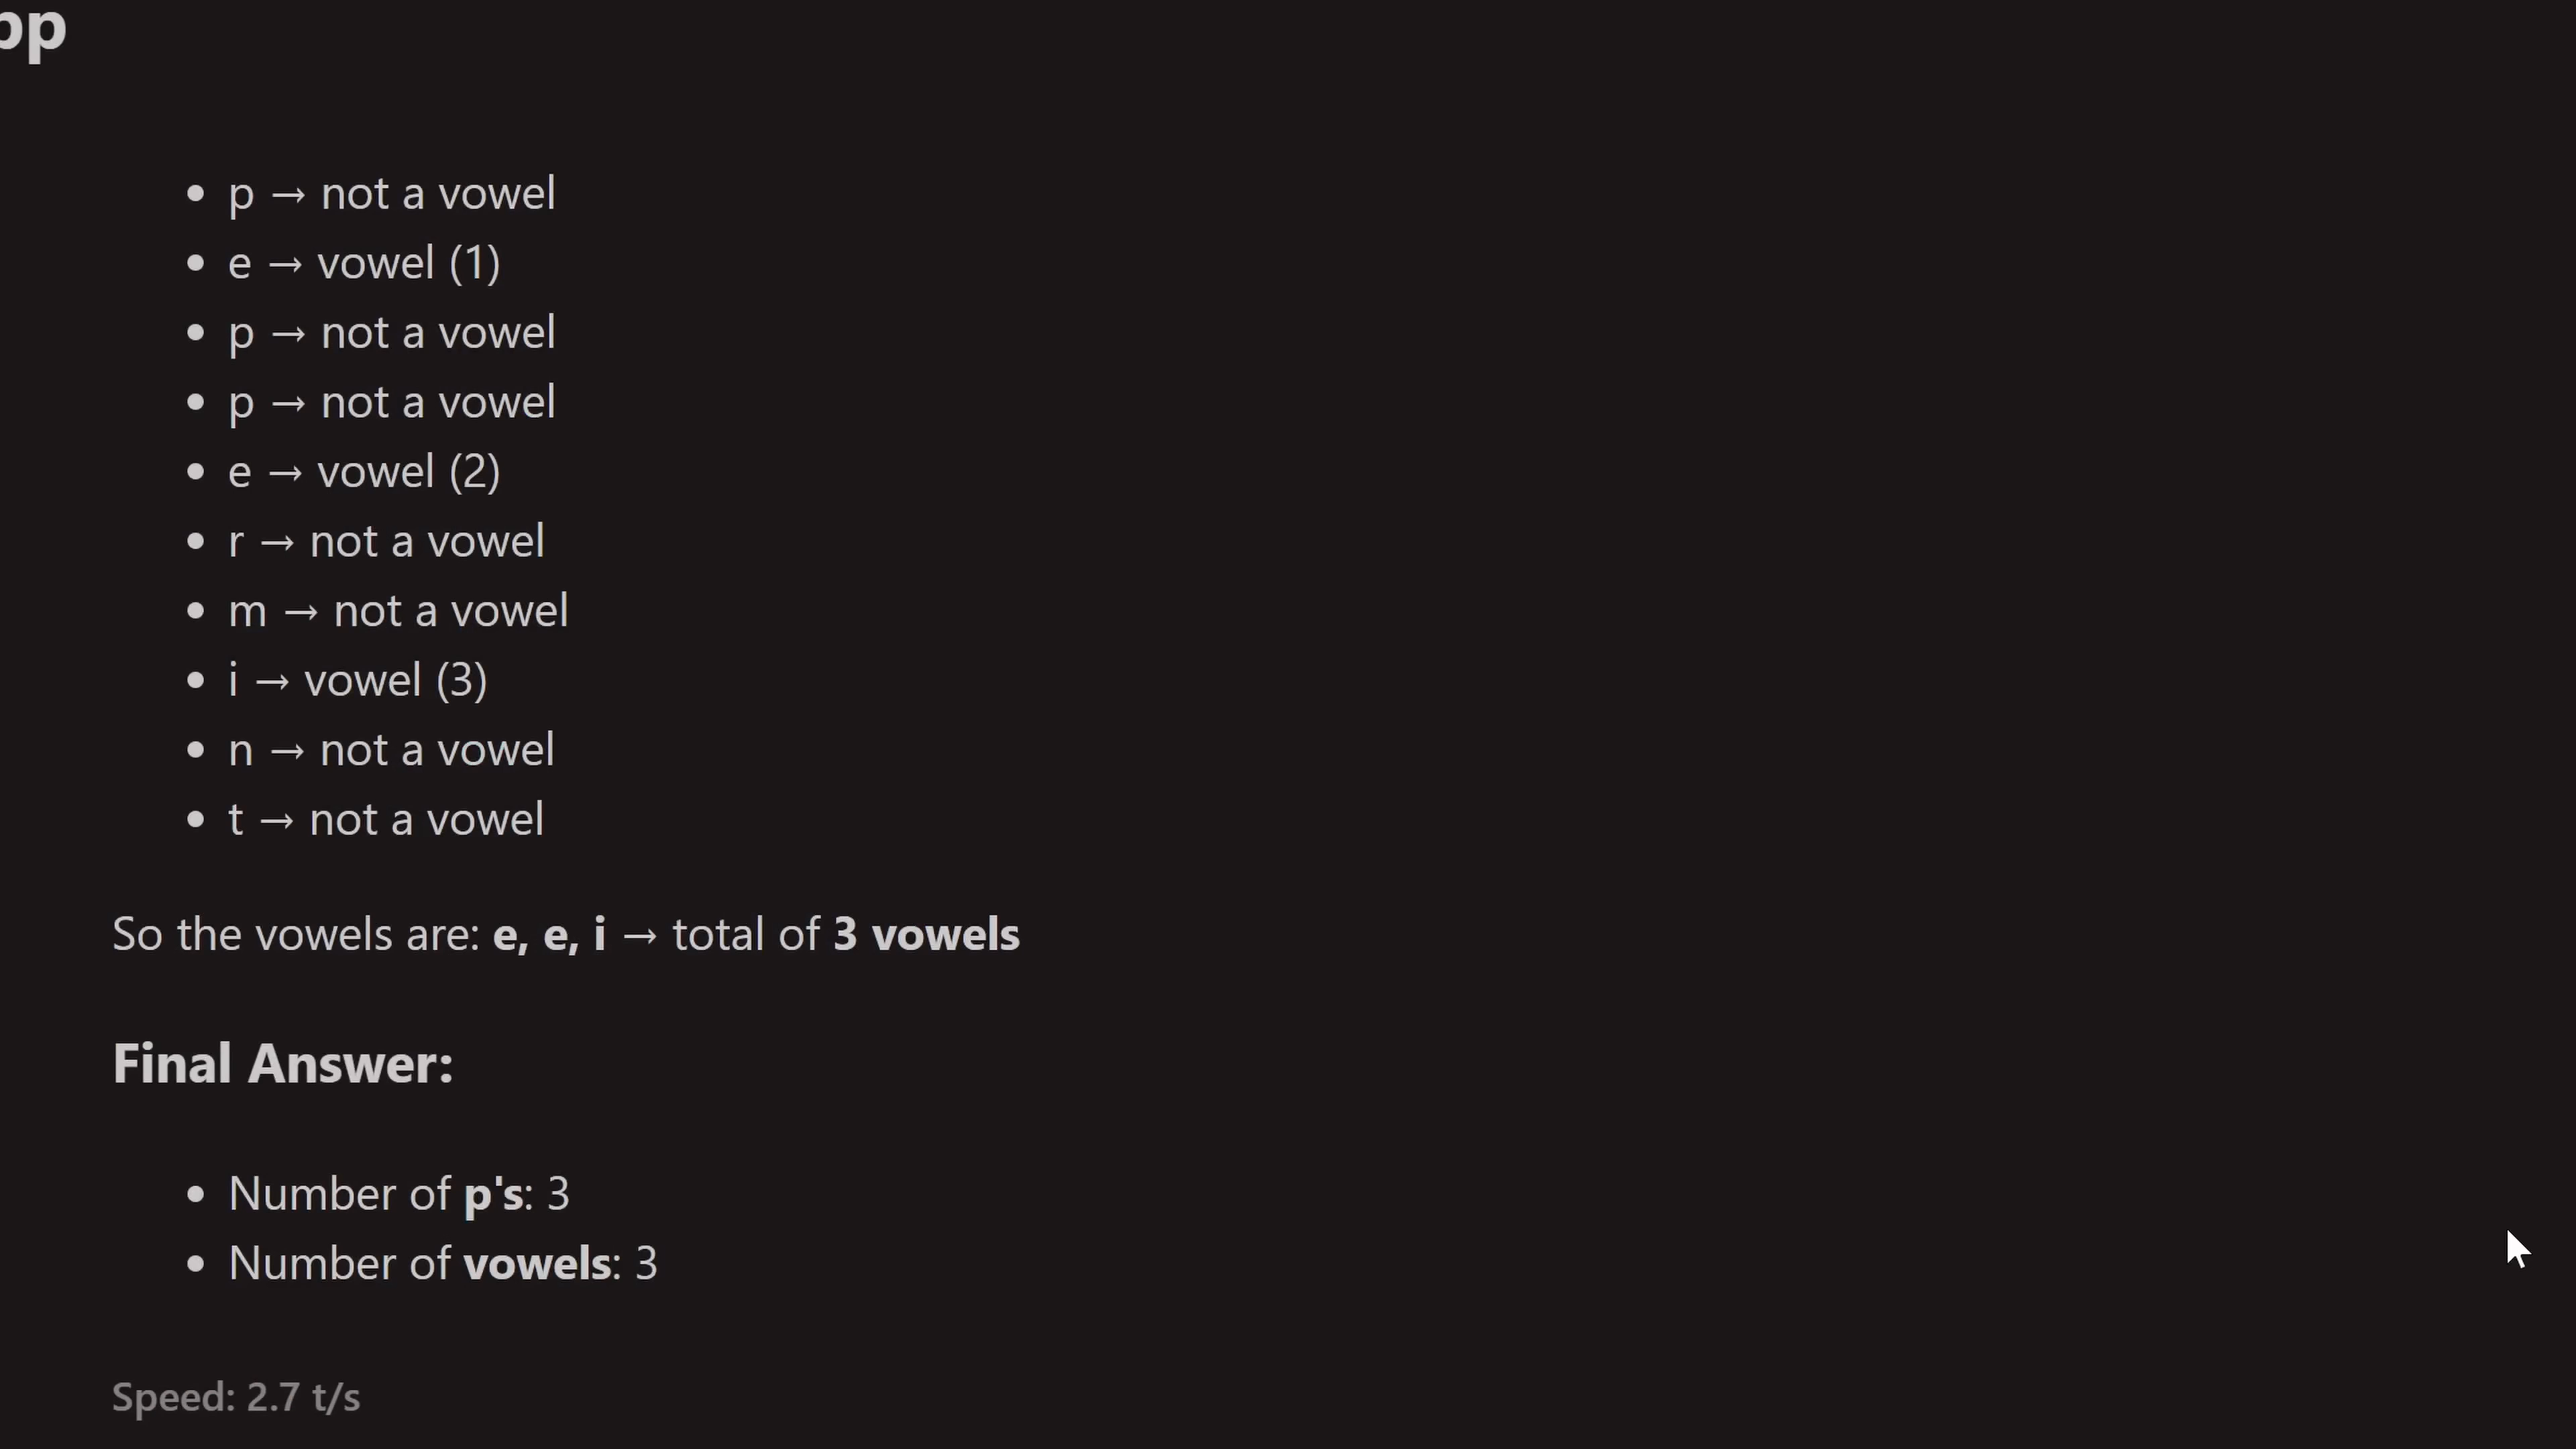 pp
• p → not a vowel
• e → vowel (1)
• p → not a vowel
• p → not a vowel
• e → vowel (2)
• r → not a vowel
• m → not a vowel
• i → vowel (3)
• n → not a vowel
• t → not a vowel
So the vowels are: e, e, i → total of 3 vowels
Final Answer:
• Number of p's: 3
• Number of vowels: 3
Speed: 2.7 t/s